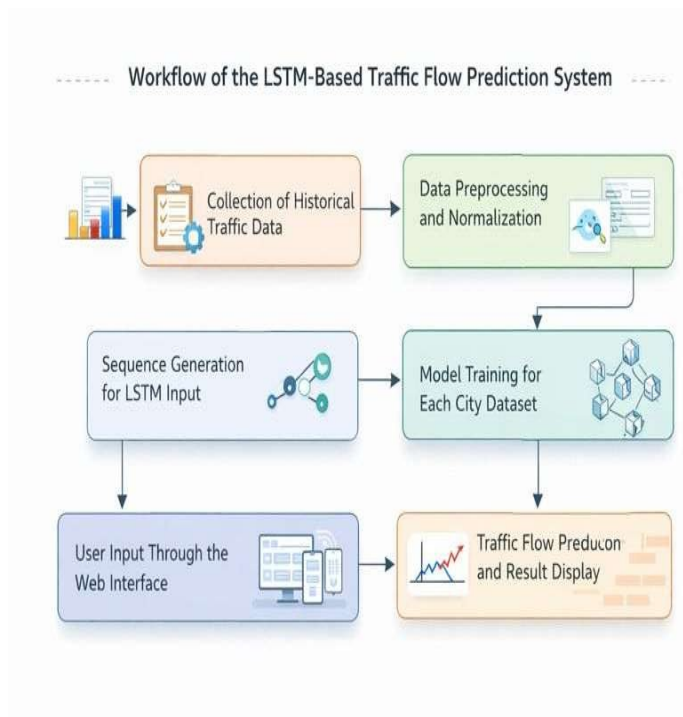 Workflow of the LSTM-Based Traffic Flow Prediction System
Collection of Historical
Traffic Data
Data Preprocessing
and Normalization
Sequence Generation
for LSTM Input
Model Training for
Each City Dataset
User Input Through the
Web Interface
Traffic Flow
and Result Display